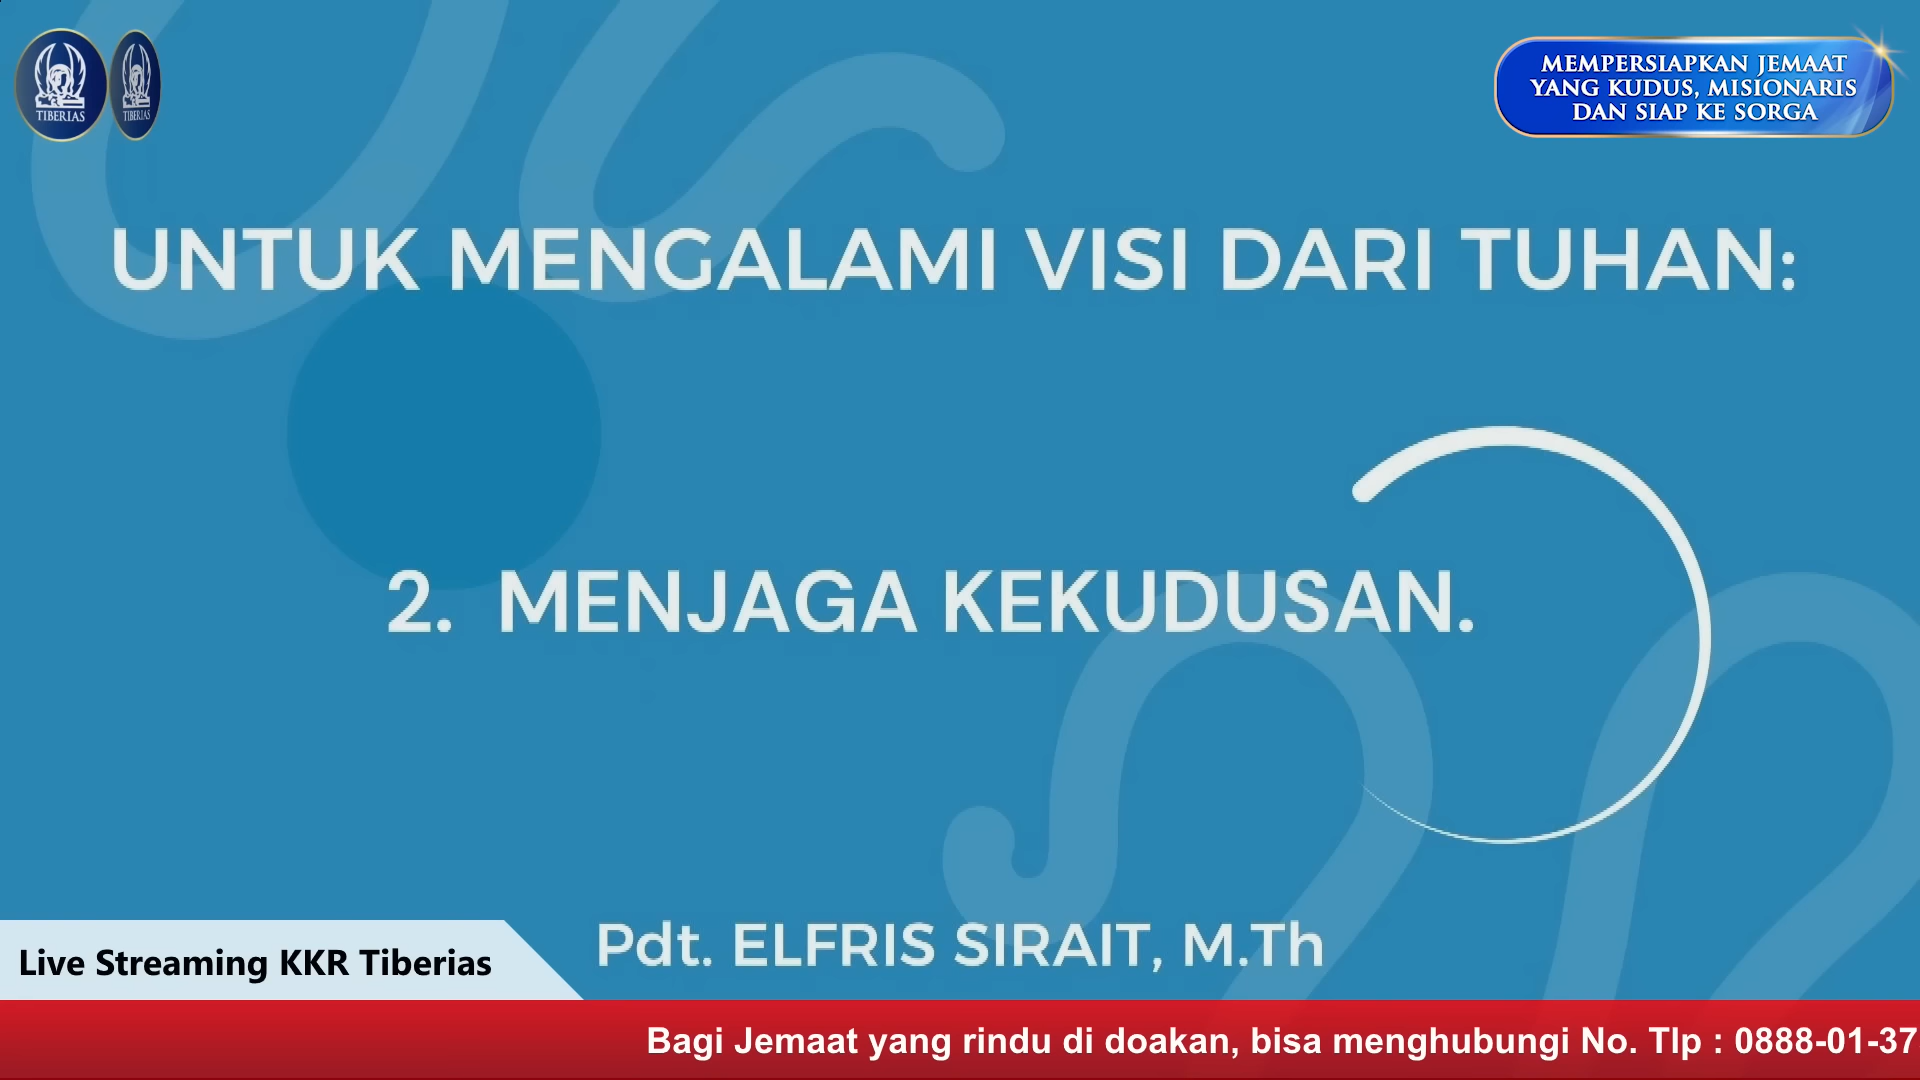 TIBERIAS
TIBERIAS
MEMPERSIAPKAN JEMAAT
YANG KUDUS, MISIONARIS
DAN SIAP KE SORGA
UNTUK MENGALAMI VISI DARI TUHAN:
2. MENJAGA KEKUDUSAN.
Pdt. ELFRIS SIRAIT, M.Th
Live Streaming KKR Tiberias
Bagi Jemaat yang rindu di doakan, bisa menghubungi No. Tlp : 0888-01-37